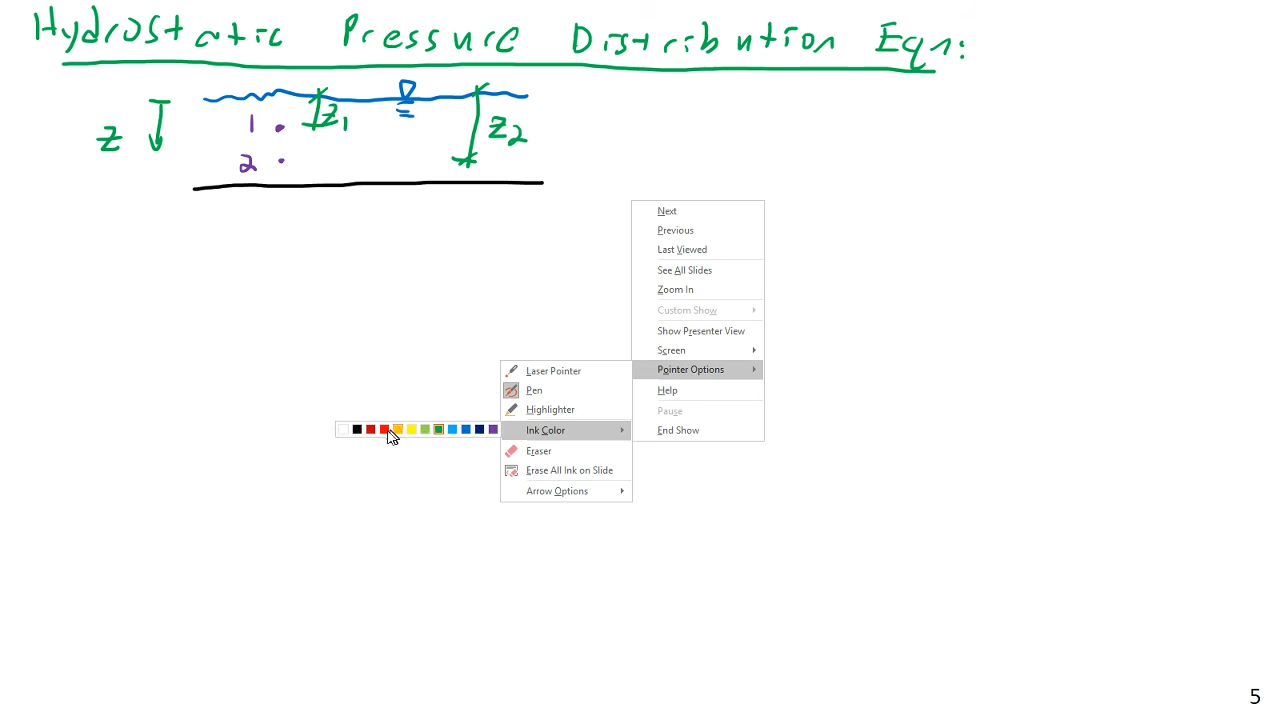 Hydrostatic Pressure Distribution Eqn:
z
1
z1
2
z2
Next
Previous
Last Viewed
See All Slides
Zoom In
Custom Show
Show Presenter View
Screen
Pointer Options
Help
Pause
End Show
Laser Pointer
Pen
Highlighter
Ink Color
Eraser
Erase All Ink on Slide
Arrow Options
5